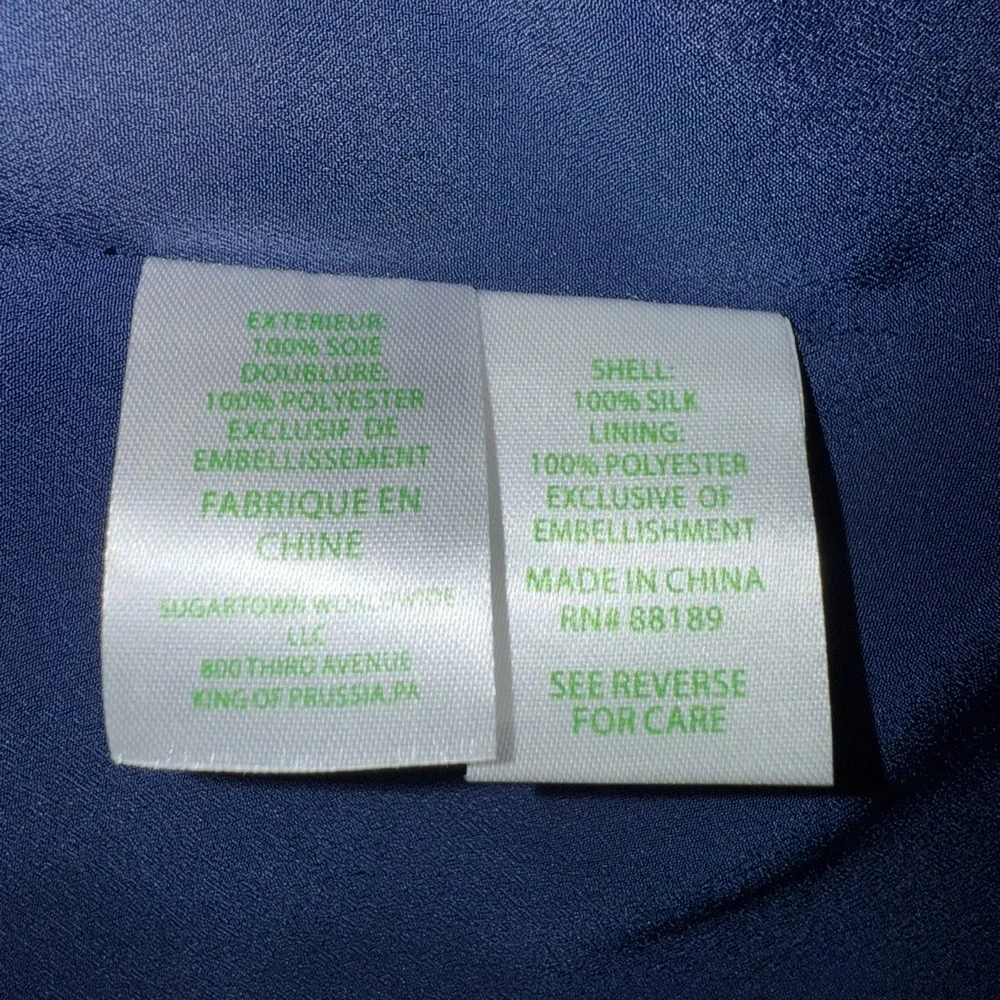 EXTERIEUR:
100% SOIE
DOUBLURE:
100% POLYESTER
EXCLUSIF DE
EMBELLISSEMENT
FABRIQUE EN
CHINE
SUGARTOWN WORLDWIDE
LLC
800 THIRD AVENUE
KING OF PRUSSIA,PA
SHELL:
100% SILK
LINING:
100% POLYESTER
EXCLUSIVE OF
EMBELLISHMENT
MADE IN CHINA
RN# 88189
SEE REVERSE
FOR CARE